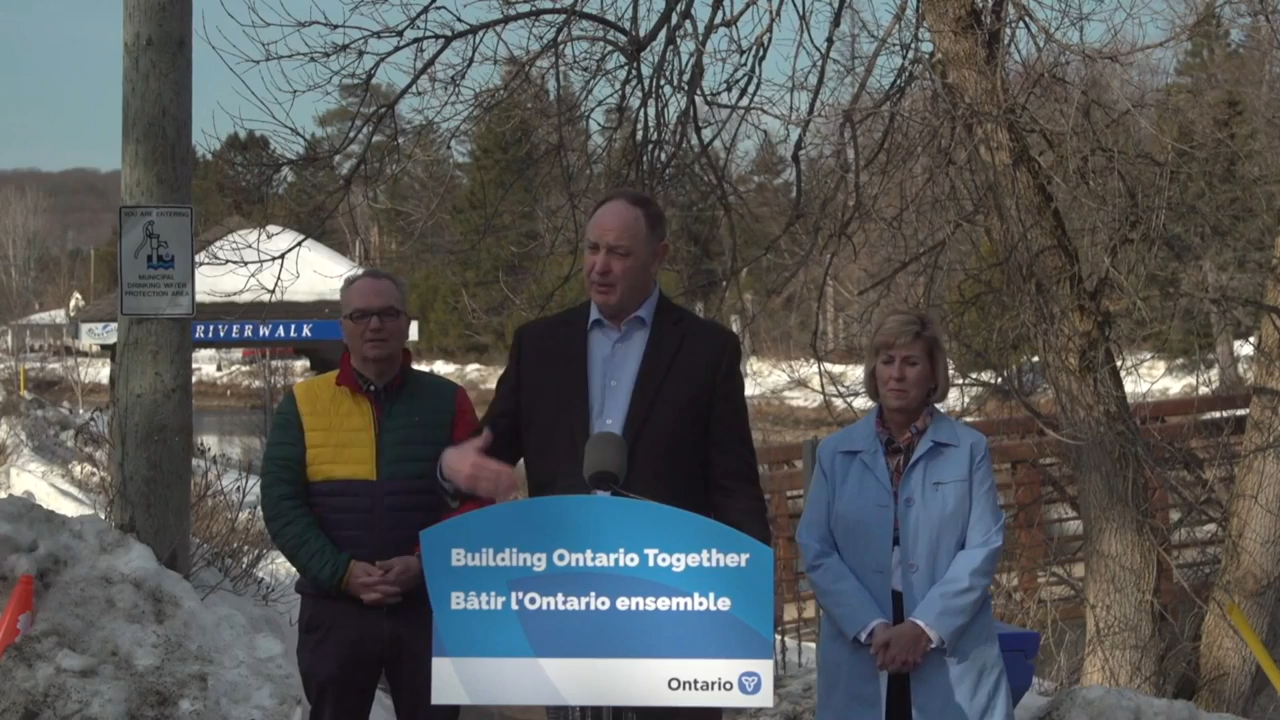 YOU ARE ENTERING
MUNICIPAL
DRINKING WATER
PROTECTION AREA
RIVERWALK
Building Ontario Together
Bâtir l'Ontario ensemble
Ontario